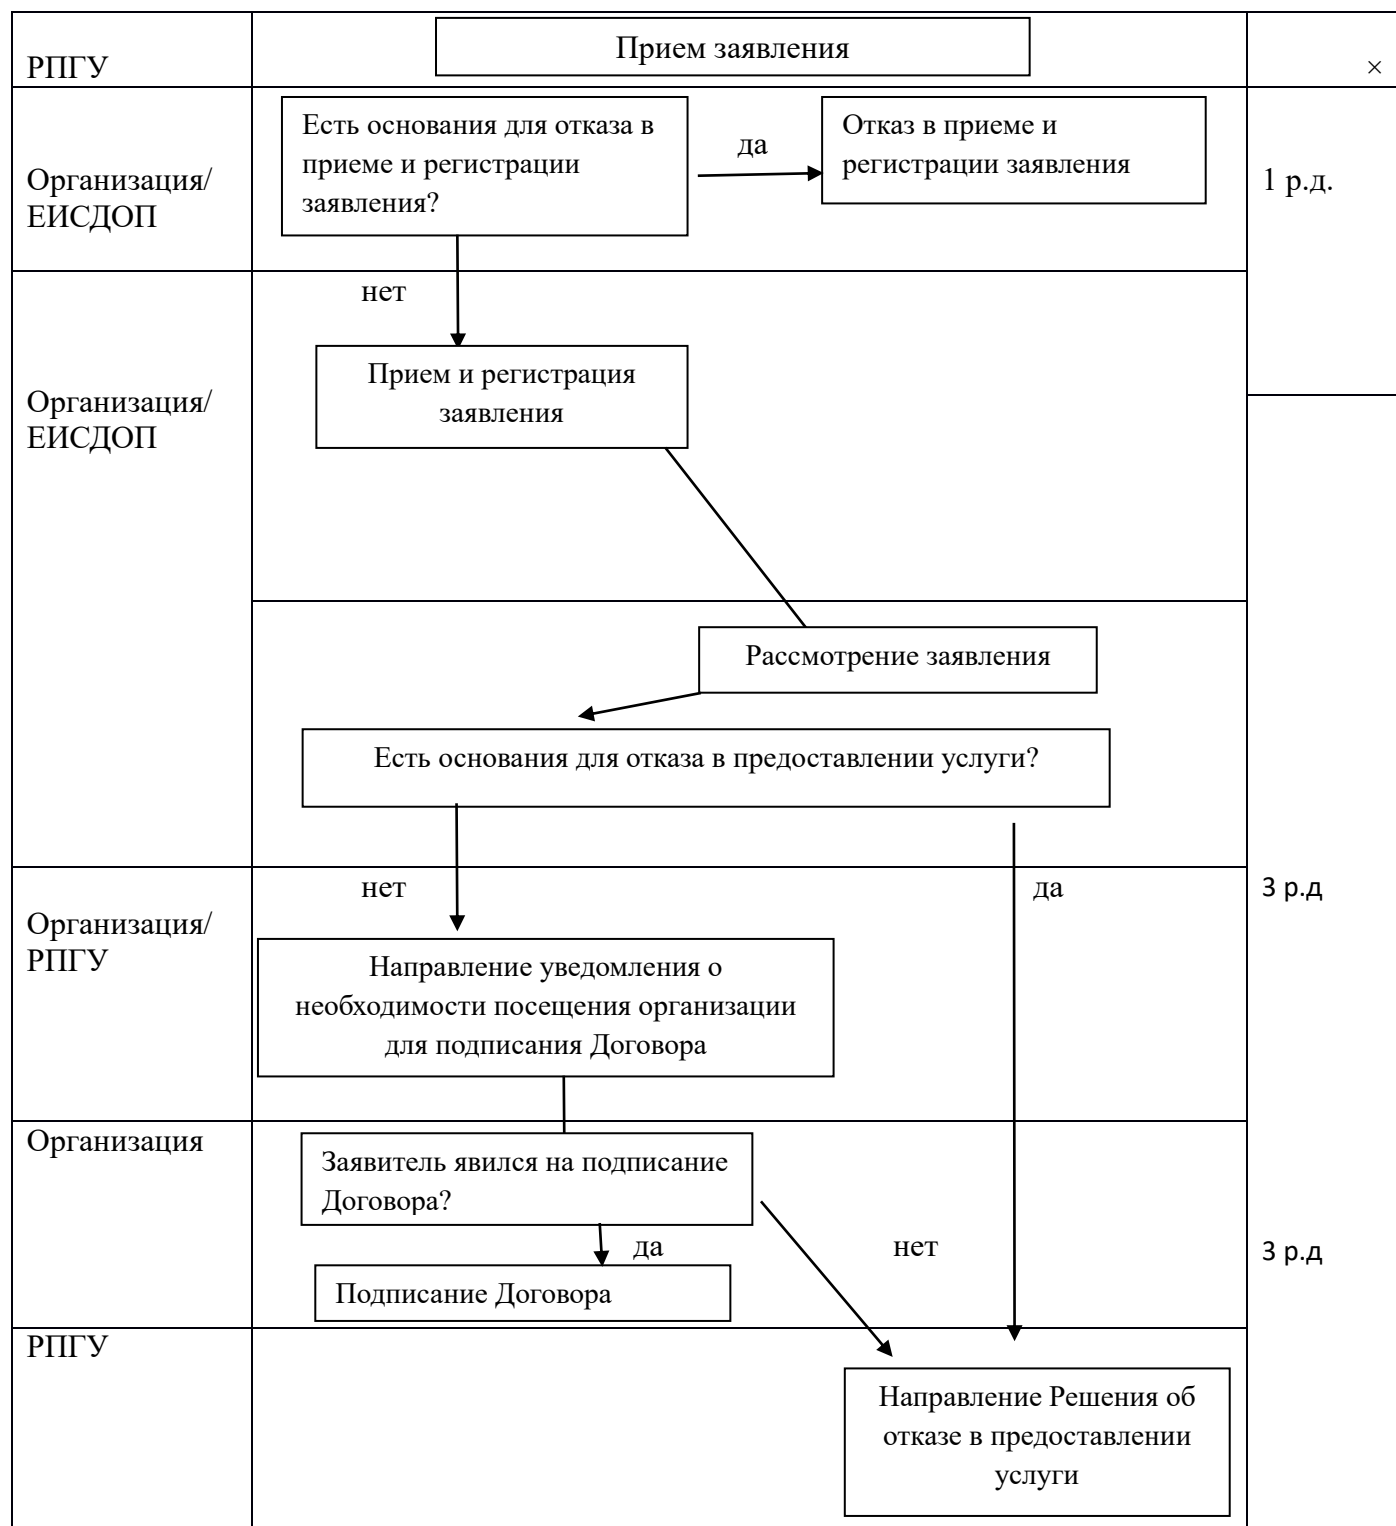 РПГУ
Прием заявления
×
Организация/
ЕИСДОП
Есть основания для отказа в
приеме и регистрации
заявления?
да
Отказ в приеме и
регистрации заявления
1 р.д.
нет
Организация/
ЕИСДОП
Прием и регистрация
заявления
Рассмотрение заявления
Есть основания для отказа в предоставлении услуги?
нет
да
3 р.д
Организация/
РПГУ
Направление уведомления о
необходимости посещения организации
для подписания Договора
Организация
Заявитель явился на подписание
Договора?
да
нет
3 р.д
Подписание Договора
РПГУ
Направление Решения об
отказе в предоставлении
услуги